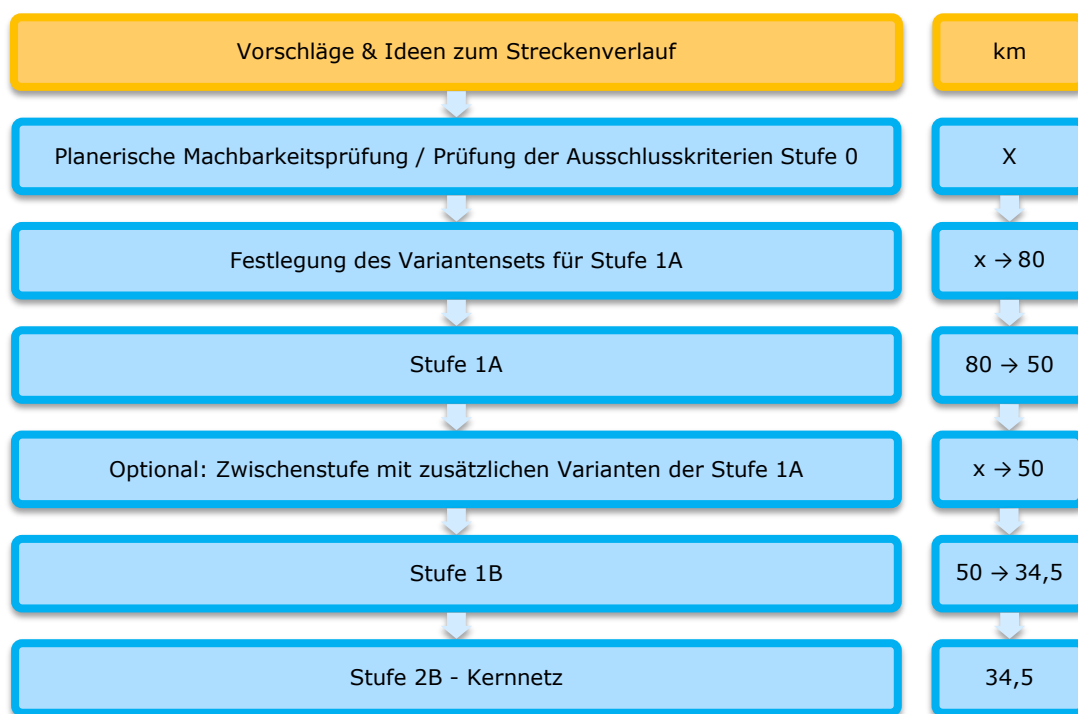 Vorschläge & Ideen zum Streckenverlauf
km
Planerische Machbarkeitsprüfung / Prüfung der Ausschlusskriterien Stufe 0
X
Festlegung des Variantensets für Stufe 1A
x → 80
Stufe 1A
80 → 50
Optional: Zwischenstufe mit zusätzlichen Varianten der Stufe 1A
x → 50
Stufe 1B
50 → 34,5
Stufe 2B - Kernnetz
34,5